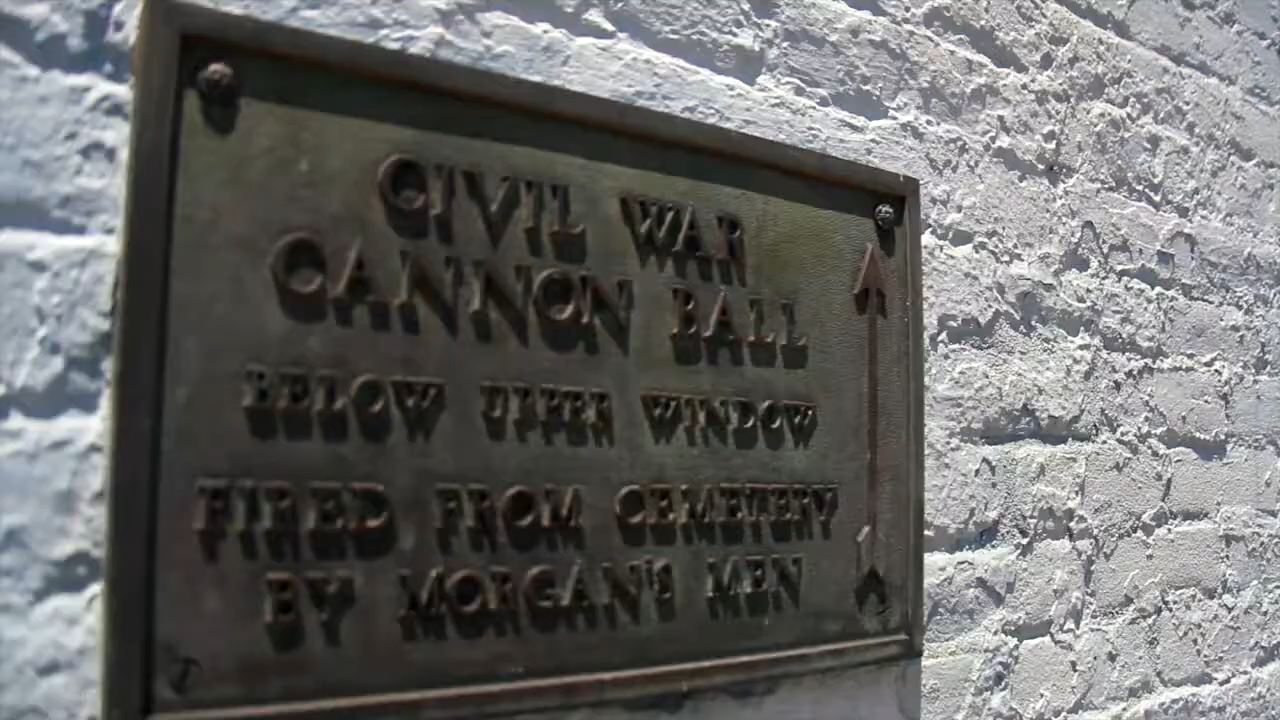 CIVIL WAR
CANNON BALL
BELOW UPPER WINDOW
FIRED FROM CEMETERY
BY MORGAN'S MEN